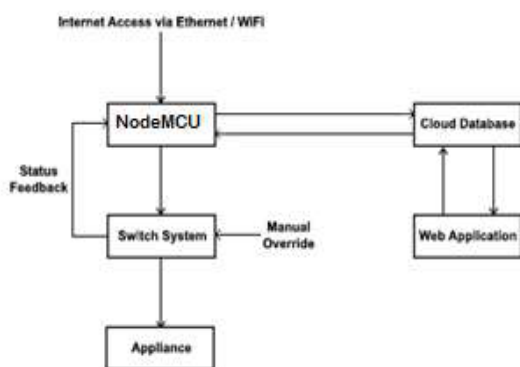 Internet Access via Ethernet / WIFI
NodeMCU
Cloud Database
Status
Feedback
Switch System
Manual
Override
Web Application
Appliance